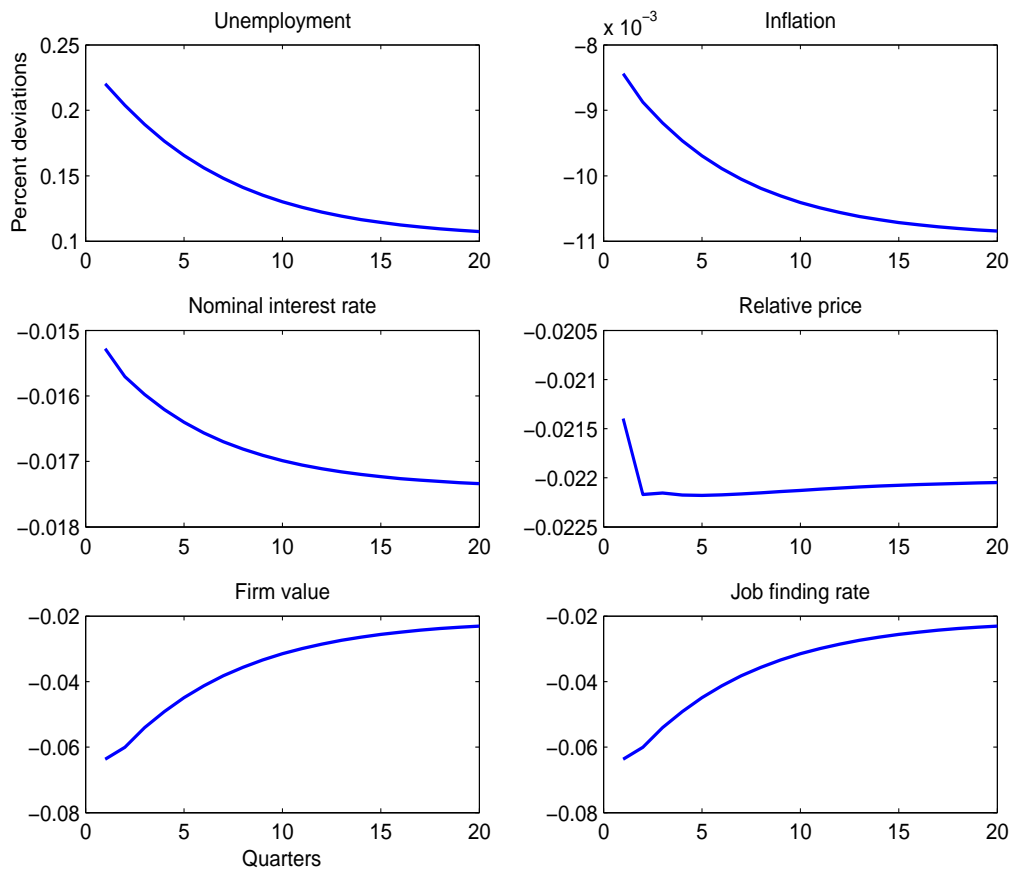 Unemployment
Percent deviations
0.25
0.2
0.15
0.1
0 5 10 15 20
Inflation
x 10⁻³
−8
−9
−10
−11
0 5 10 15 20
Nominal interest rate
−0.015
−0.016
−0.017
−0.018
0 5 10 15 20
Relative price
−0.0205
−0.021
−0.0215
−0.022
−0.0225
0 5 10 15 20
Firm value
−0.02
−0.04
−0.06
−0.08
0 5 10 15 20
Quarters
Job finding rate
−0.02
−0.04
−0.06
−0.08
0 5 10 15 20